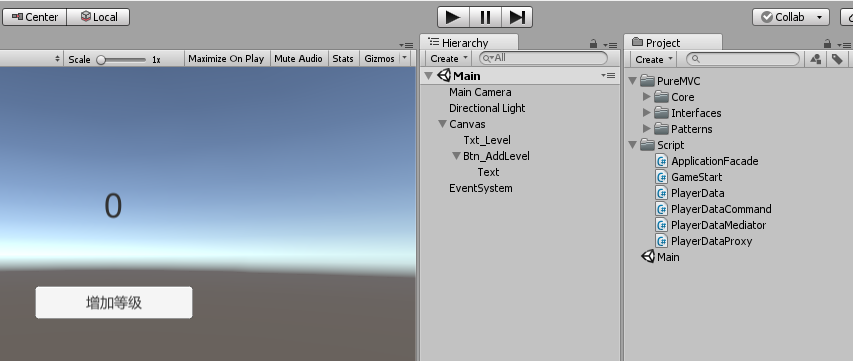 Center Local Collab
Hierarchy Project
Scale 1x Maximize On Play Mute Audio Stats Gizmos
Create All
Create
Main
Main Camera
Directional Light
Canvas
Txt_Level
Btn_AddLevel
Text
EventSystem
PureMVC
Core
Interfaces
Patterns
Script
ApplicationFacade
GameStart
PlayerData
PlayerDataCommand
PlayerDataMediator
PlayerDataProxy
Main
0
增加等级